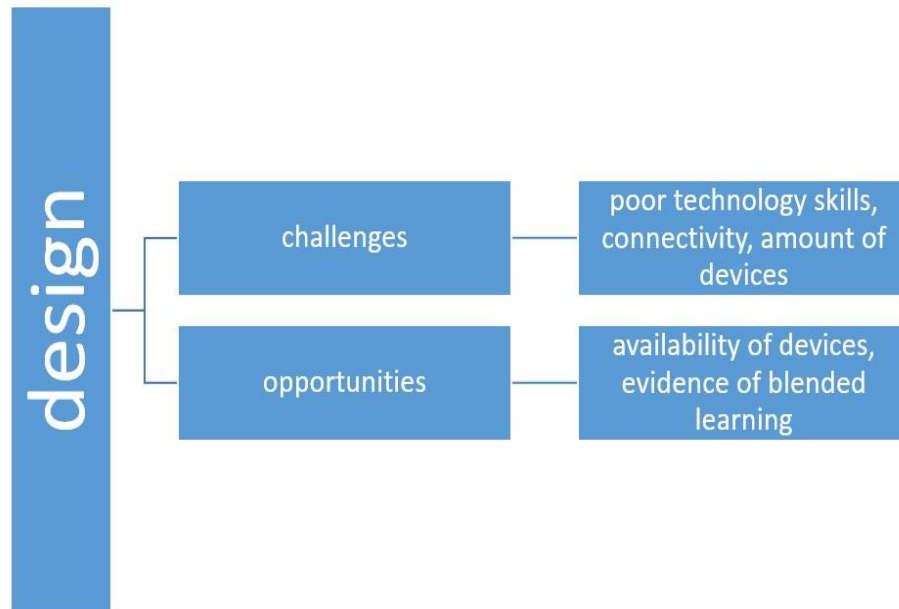 design
challenges
poor technology skills,
connectivity, amount of
devices
opportunities
availability of devices,
evidence of blended
learning